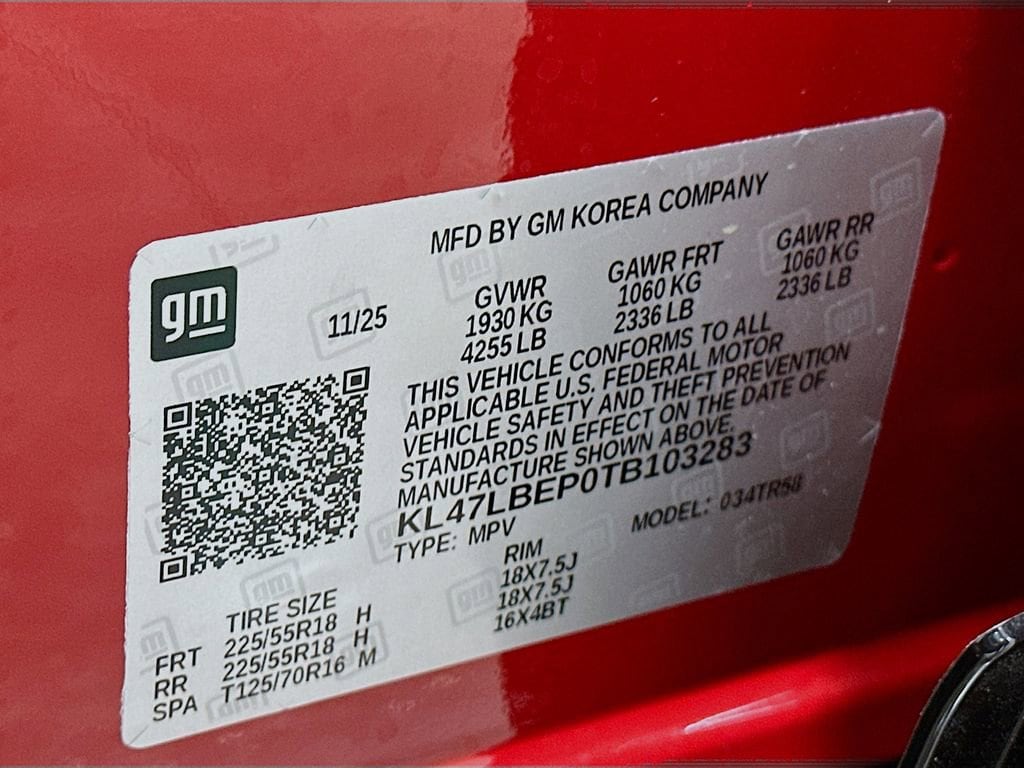 MFD BY GM KOREA COMPANY
gm
11/25
GVWR
1930 KG
4255 LB
GAWR FRT
1060 KG
2336 LB
GAWR RR
1060 KG
2336 LB
THIS VEHICLE CONFORMS TO ALL
APPLICABLE U.S. FEDERAL MOTOR
VEHICLE SAFETY AND THEFT PREVENTION
STANDARDS IN EFFECT ON THE DATE OF
MANUFACTURE SHOWN ABOVE.
KL47LBEP0TB103283
TYPE: MPV MODEL: 034TR58
TIRE SIZE RIM
FRT 225/55R18 H 18X7.5J
RR 225/55R18 H 18X7.5J
SPA T125/70R16 M 16X4BT